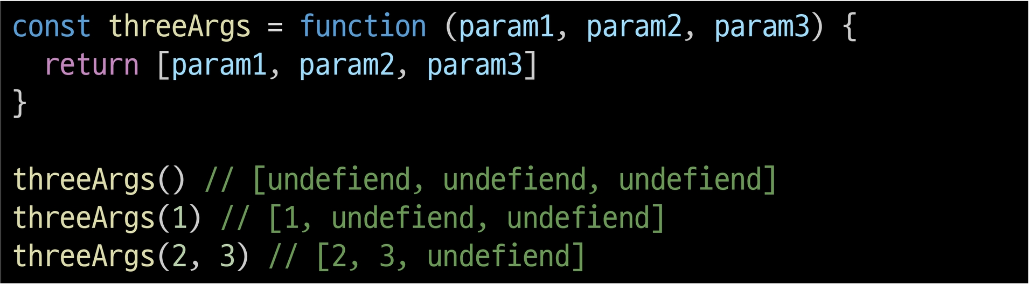 const threeArgs = function (param1, param2, param3) {
  return [param1, param2, param3]
}

threeArgs() // [undefiend, undefiend, undefiend]
threeArgs(1) // [1, undefiend, undefiend]
threeArgs(2, 3) // [2, 3, undefiend]